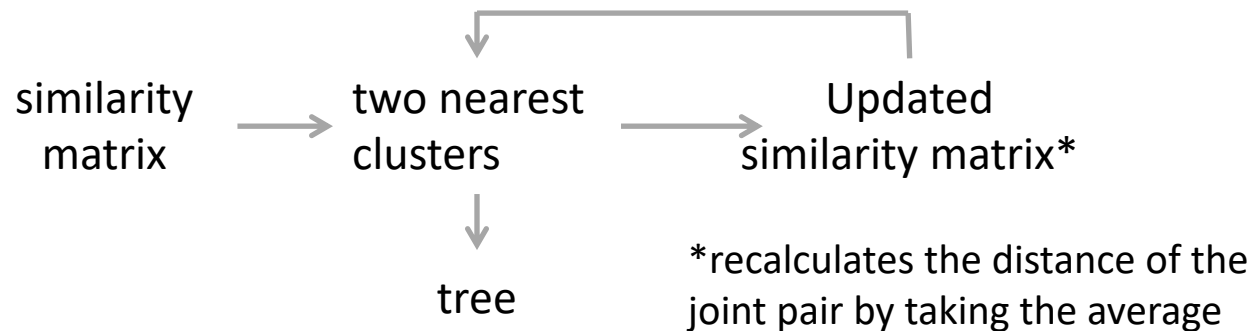 similarity
matrix
two nearest
clusters
Updated
similarity matrix*
tree
*recalculates the distance of the
joint pair by taking the average